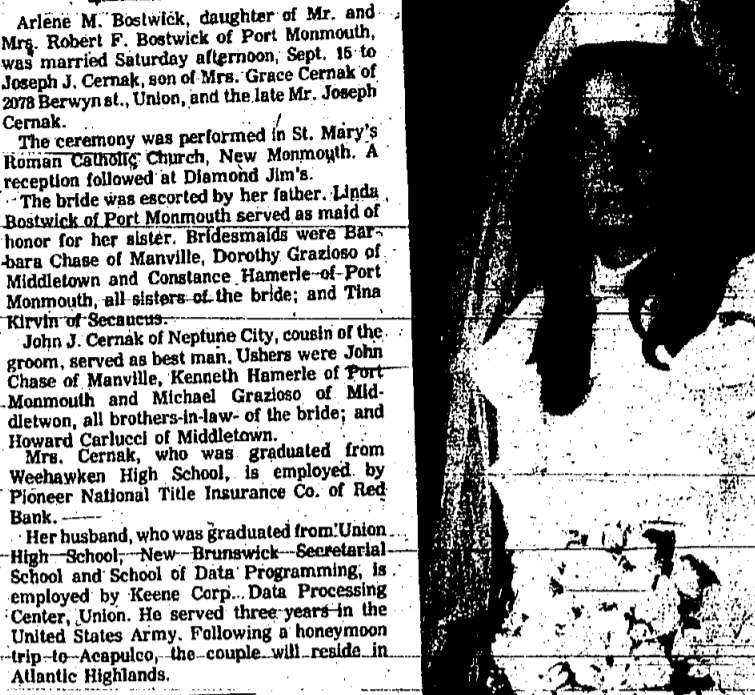 Arlene M. Bostwick, daughter of Mr. and
Mrs. Robert F. Bostwick of Port Monmouth,
was married Saturday afternoon, Sept. 15 to
Joseph J. Cernak, son of Mrs. Grace Cernak of
2078 Berwyn st., Union, and the late Mr. Joseph
Cernak.
The ceremony was performed in St. Mary's
Roman Catholic Church, New Monmouth. A
reception followed at Diamond Jim's.
The bride was escorted by her father. Linda
Bostwick of Port Monmouth served as maid of
honor for her sister. Bridesmaids were Bar-
bara Chase of Manville, Dorothy Grazioso of
Middletown and Constance Hamerle of Port
Monmouth, all sisters of the bride; and Tina
Kirvin of Secaucus.
John J. Cernak of Neptune City, cousin of the
groom, served as best man. Ushers were John
Chase of Manville, Kenneth Hamerle of Port
Monmouth and Michael Grazioso of Mid-
dletwon, all brothers-in-law- of the bride; and
Howard Carlucci of Middletown.
Mrs. Cernak, who was graduated from
Weehawken High School, is employed by
Pioneer National Title Insurance Co. of Red
Bank.
Her husband, who was graduated from Union
High School, New Brunswick Secretarial
School and School of Data Programming, is
employed by Keene Corp. Data Processing
Center, Union. He served three years in the
United States Army. Following a honeymoon
trip to Acapulco, the couple will reside in
Atlantic Highlands.